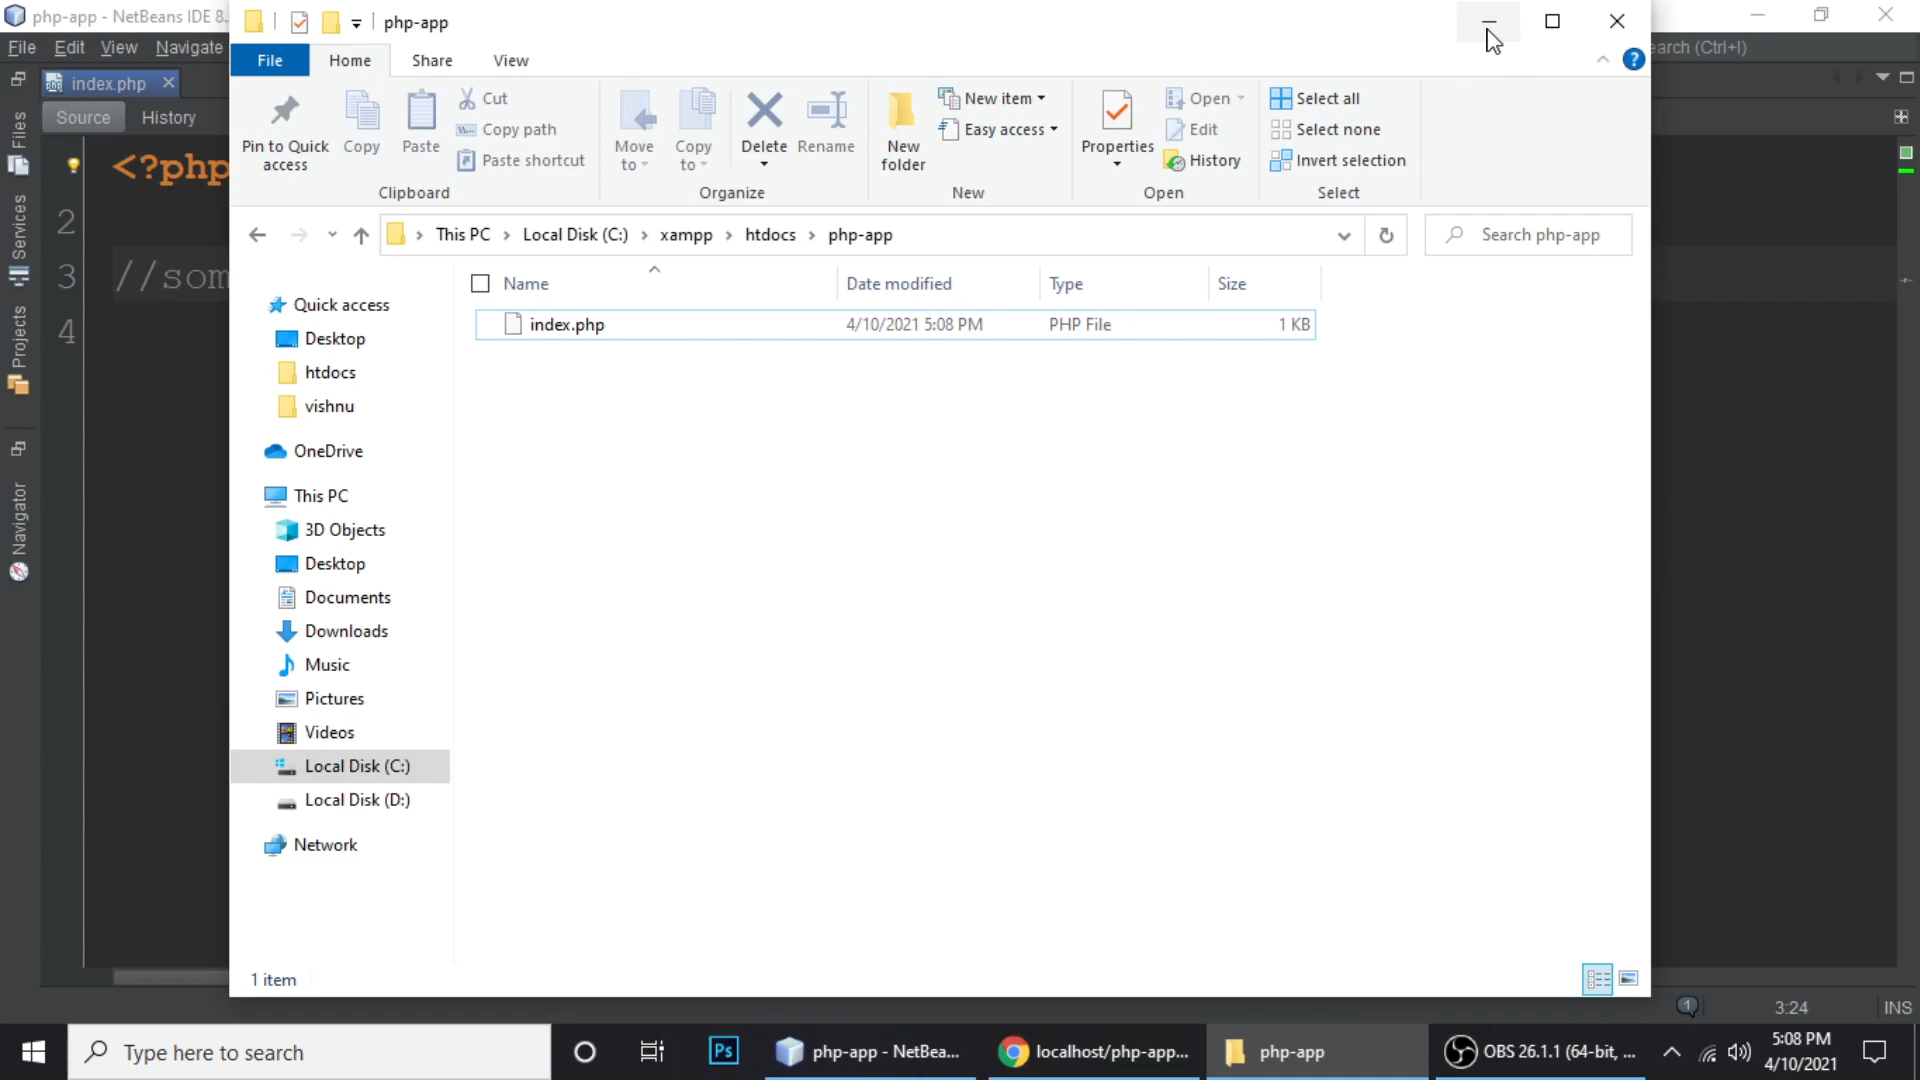 php-app - NetBeans IDE 8..
php-app
File Edit View Navigate
earch (Ctrl+I)
File Home Share View
index.php
Source History
Pin to Quick access
Copy
Paste
Cut
Copy path
Paste shortcut
Clipboard
Move to
Copy to
Delete
Rename
Organize
New folder
New item
Easy access
New
Properties
Open
Edit
History
Open
Select all
Select none
Invert selection
Select
<?php
2
3 //som
4
This PC > Local Disk (C:) > xampp > htdocs > php-app
Search php-app
Name Date modified Type Size
index.php 4/10/2021 5:08 PM PHP File 1 KB
Files
Services
Projects
Navigator
Quick access
Desktop
htdocs
vishnu
OneDrive
This PC
3D Objects
Desktop
Documents
Downloads
Music
Pictures
Videos
Local Disk (C:)
Local Disk (D:)
Network
1 item
1
3:24 INS
Type here to search
Ps
php-app - NetBea...
localhost/php-app...
php-app
OBS 26.1.1 (64-bit, ...
5:08 PM
4/10/2021